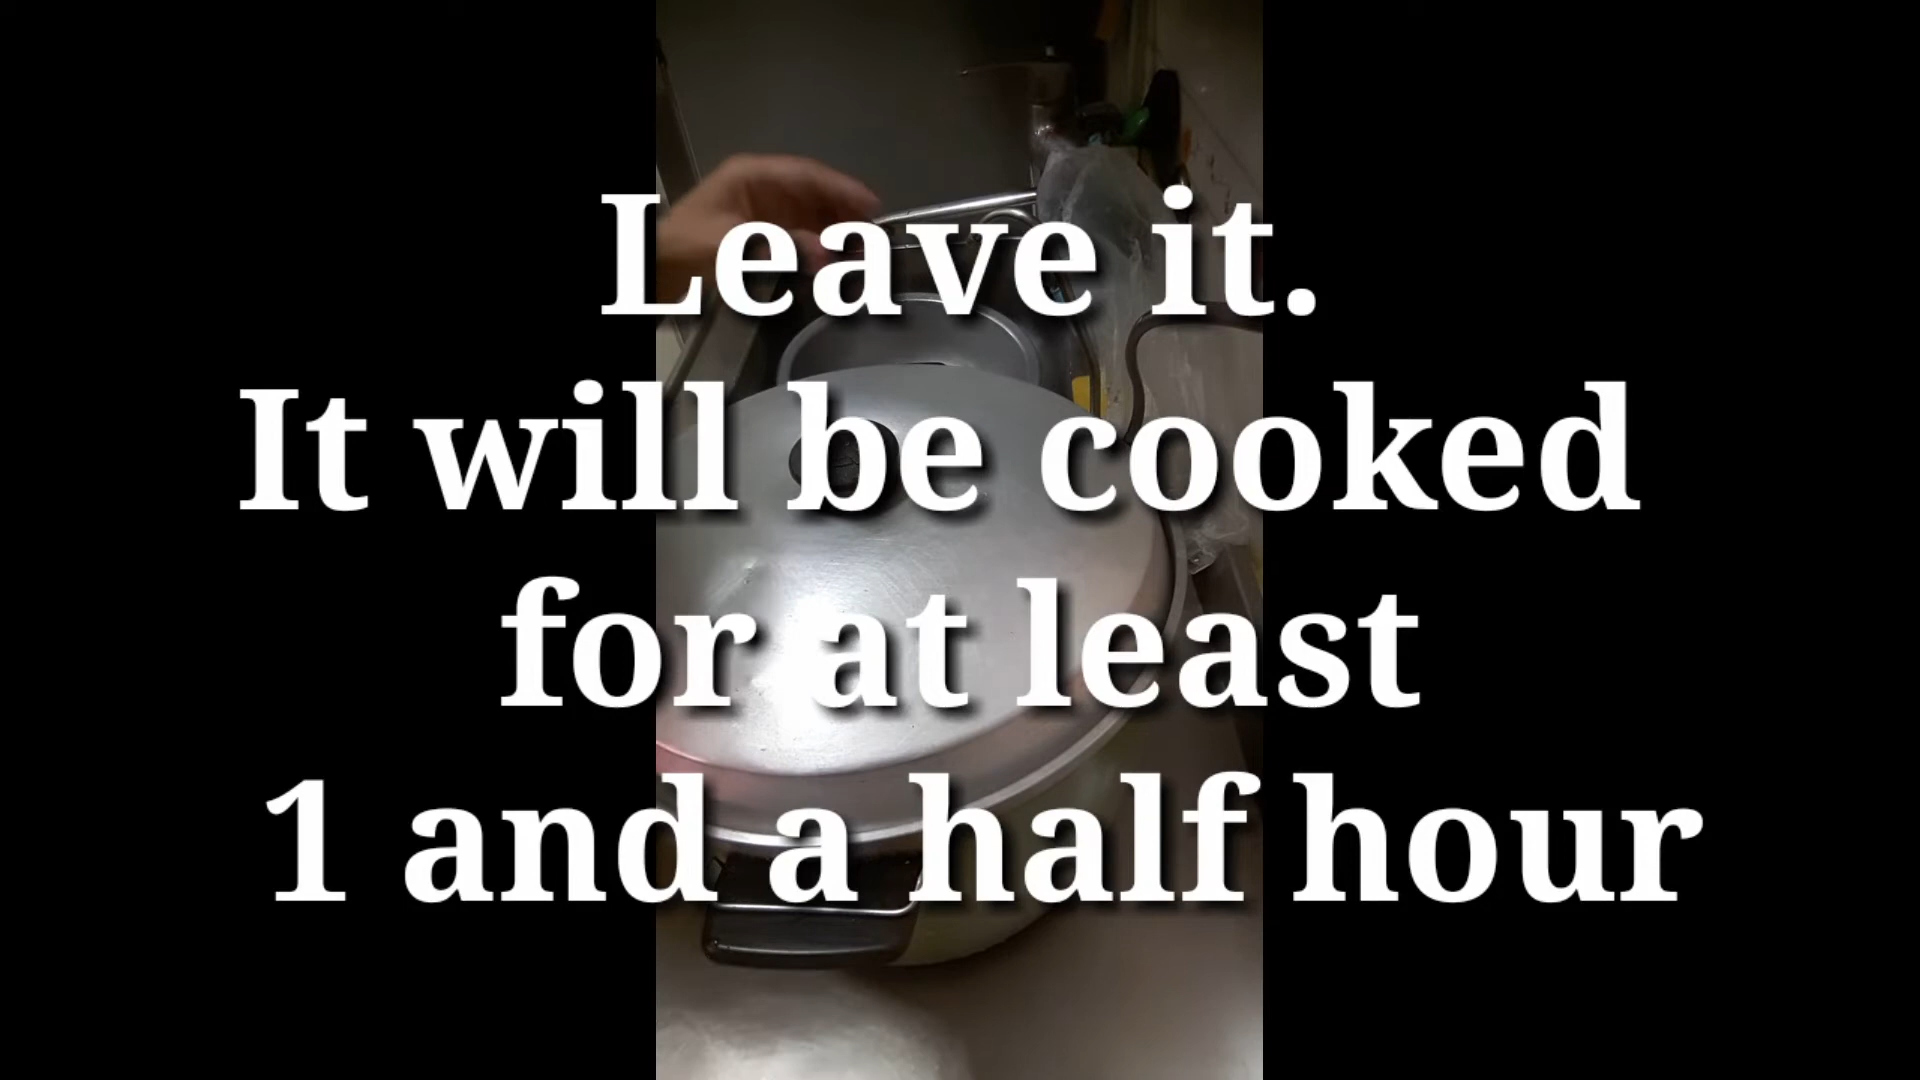 Leave it.
It will be cooked
for at least
1 and a half hour